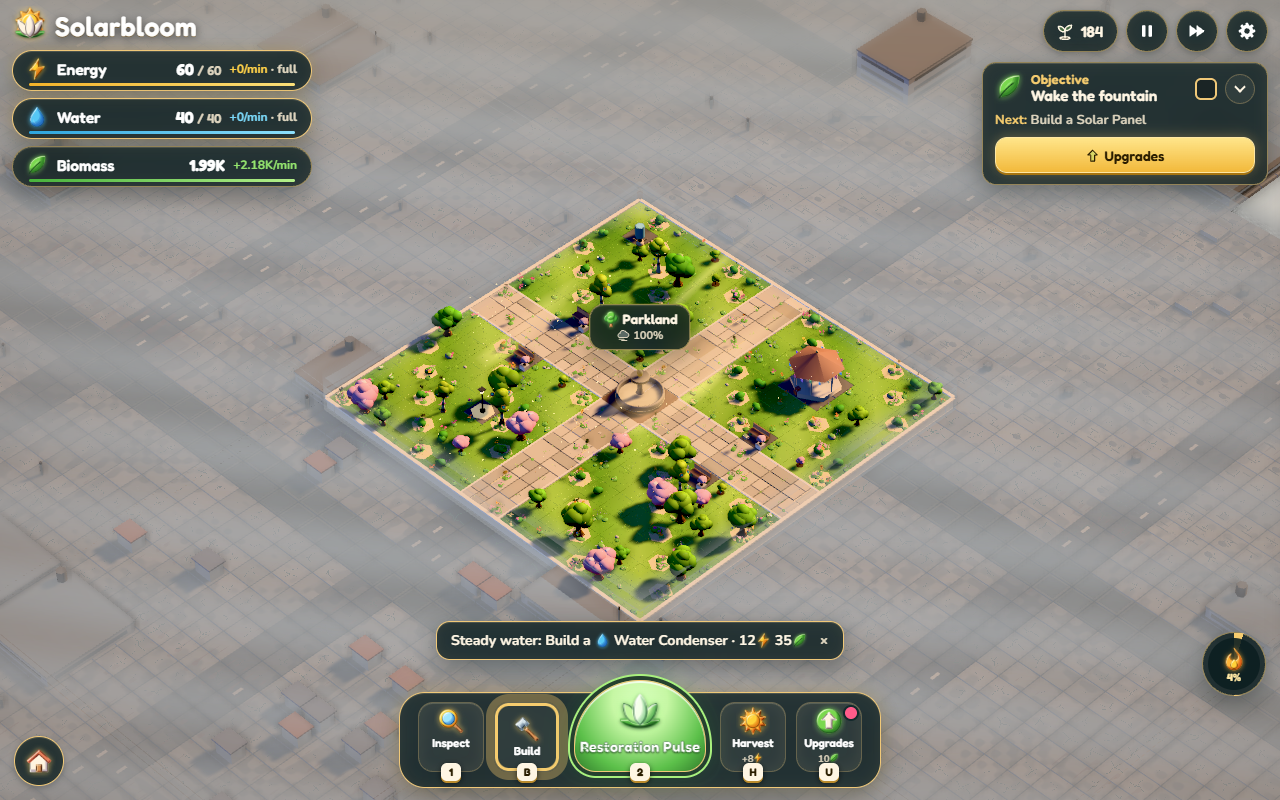 Solarbloom
Energy 60 / 60 +0/min · full
Water 40 / 40 +0/min · full
Biomass 1.99K +2.18K/min
184
Objective
Wake the fountain
Next: Build a Solar Panel
Upgrades
Parkland
100%
Steady water: Build a Water Condenser · 12 35 ×
4%
Inspect
1
Build
B
Restoration Pulse
2
Harvest
+8
H
Upgrades
10
U